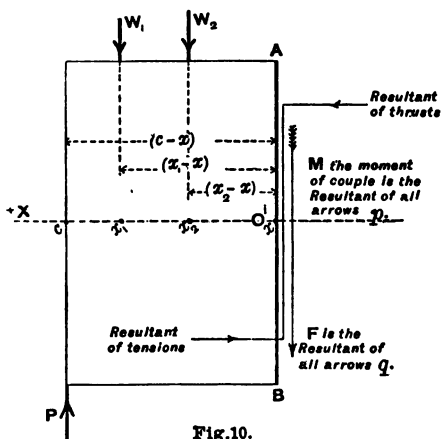 W₁ W₂
A
Resultant
of thrusts
(c-x)
(x₁-x)
(x₂-x)
M the moment
of couple is the
Resultant of all
arrows p.
+X
c x₁ x₂ O¹ x
Resultant
of tensions
F is the
Resultant of
all arrows q.
P
B
Fig.10.